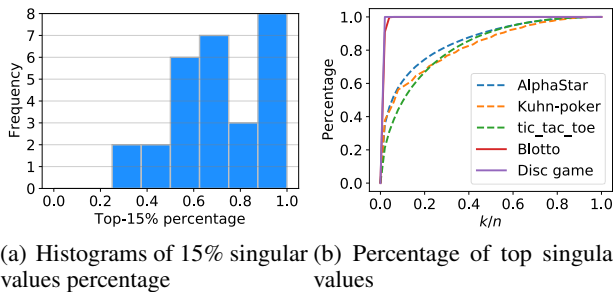 8
7
6
5
4
3
2
1
0
Frequency
0.0 0.2 0.4 0.6 0.8 1.0
Top-15% percentage
1.0
0.8
0.6
0.4
0.2
0.0
Percentage
AlphaStar
Kuhn-poker
tic_tac_toe
Blotto
Disc game
0.0 0.2 0.4 0.6 0.8 1.0
k/n
(a) Histograms of 15% singular
values percentage
(b) Percentage of top singula
values